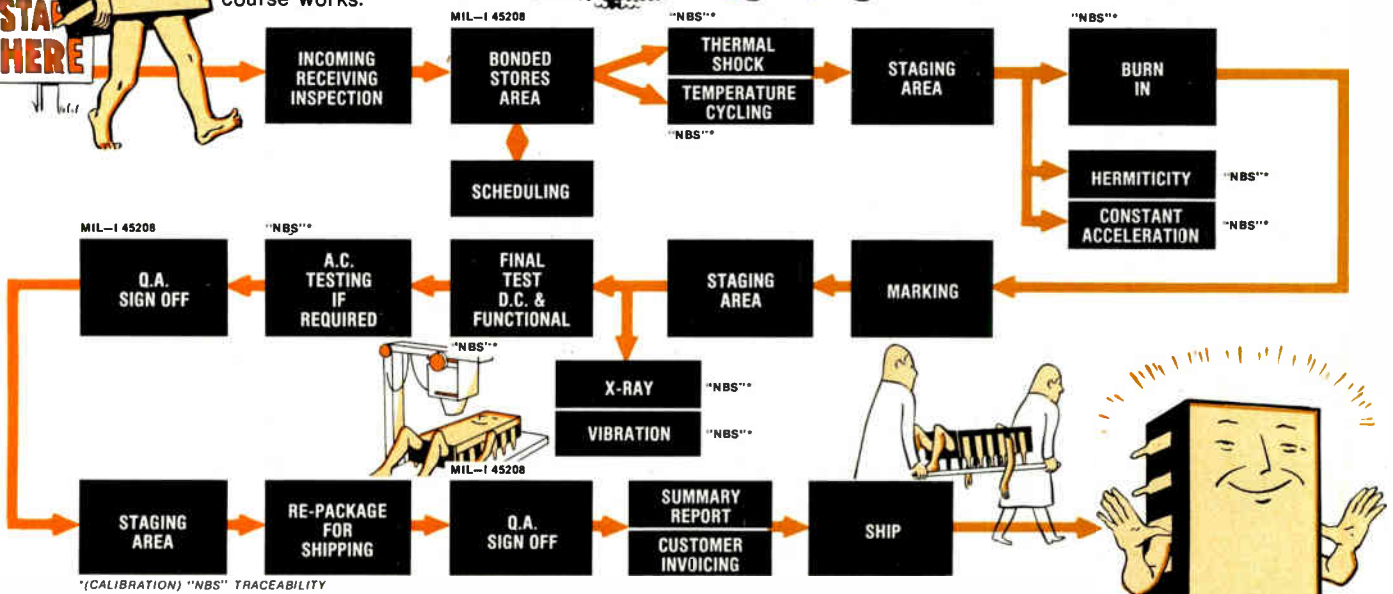 course works.
STA
HERE
MIL–I 45208
"NBS"*
"NBS"*
INCOMING
RECEIVING
INSPECTION
BONDED
STORES
AREA
THERMAL
SHOCK
TEMPERATURE
CYCLING
"NBS"*
STAGING
AREA
BURN
IN
SCHEDULING
HERMITICITY
"NBS"*
CONSTANT
ACCELERATION
"NBS"*
MIL–I 45208
"NBS"*
Q.A.
SIGN OFF
A.C.
TESTING
IF
REQUIRED
FINAL
TEST
D.C. &
FUNCTIONAL
"NBS"*
STAGING
AREA
MARKING
X-RAY
"NBS"*
VIBRATION
"NBS"*
MIL–I 45208
STAGING
AREA
RE-PACKAGE
FOR
SHIPPING
Q.A.
SIGN OFF
SUMMARY
REPORT
CUSTOMER
INVOICING
SHIP
*(CALIBRATION) "NBS" TRACEABILITY